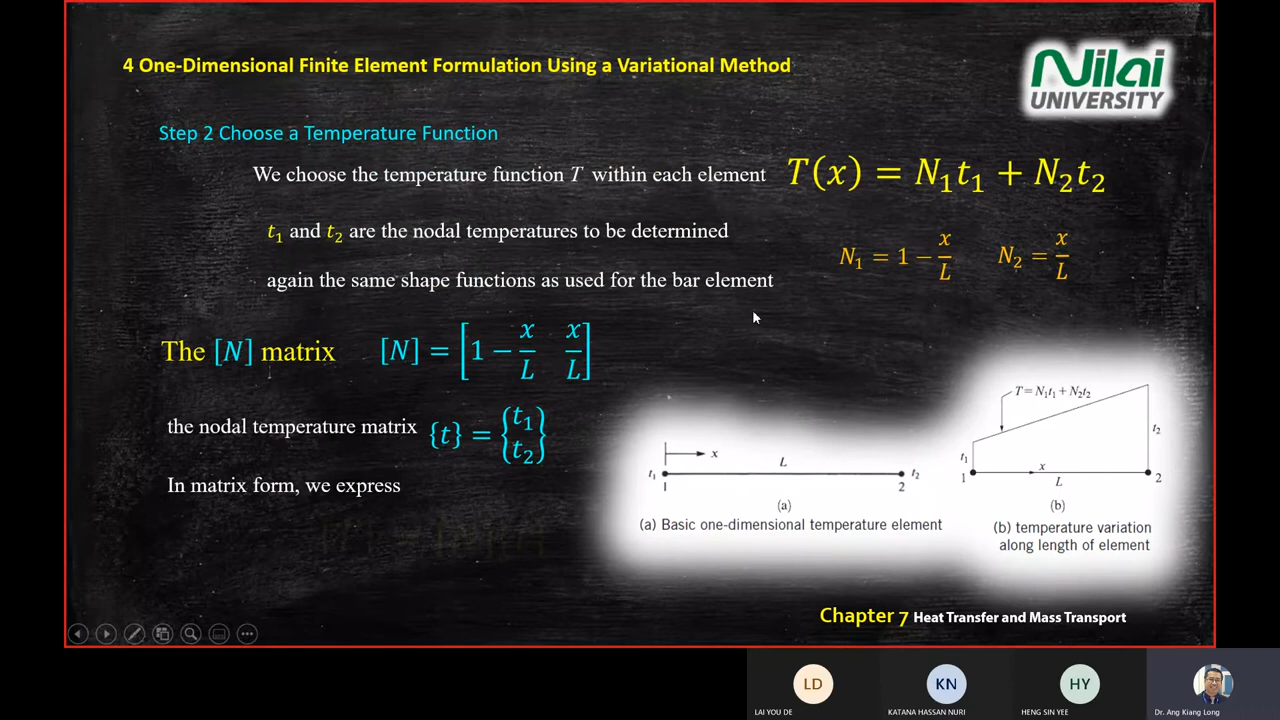 4 One-Dimensional Finite Element Formulation Using a Variational Method
Nilai
UNIVERSITY
Step 2 Choose a Temperature Function
We choose the temperature function T within each element T(x) = N₁t₁ + N₂t₂
t₁ and t₂ are the nodal temperatures to be determined
N₁ = 1 − x/L N₂ = x/L
again the same shape functions as used for the bar element
The [N] matrix [N] = [1 − x/L x/L]
the nodal temperature matrix {t} = {t₁ t₂}
In matrix form, we express
x
L
t₁
t₂
1
2
(a)
(a) Basic one-dimensional temperature element
T = N₁t₁ + N₂t₂
t₁
t₂
x
1
L
2
(b)
(b) temperature variation
along length of element
Chapter 7 Heat Transfer and Mass Transport
LD
KN
HY
LAI YOU DE
KATANA HASSAN NURI
HENG SIN YEE
Dr. Ang Kiang Long